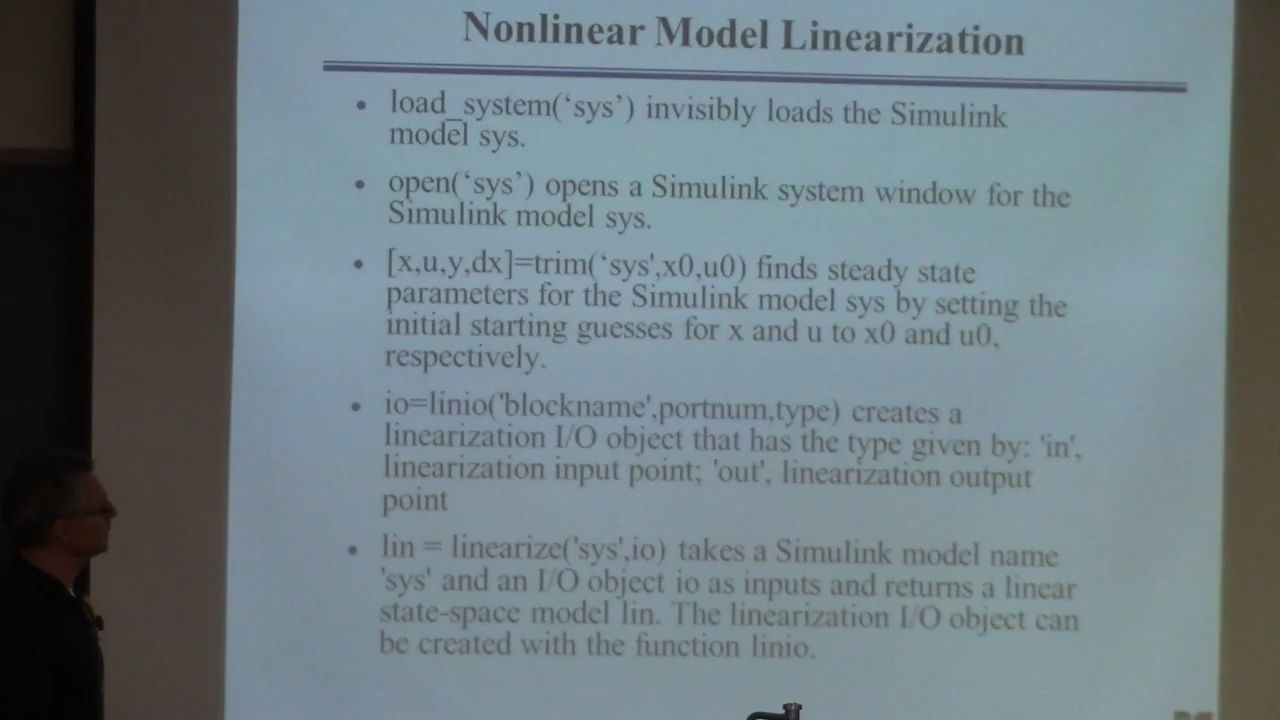 Nonlinear Model Linearization
• load_system(‘sys’) invisibly loads the Simulink
model sys.
• open(‘sys’) opens a Simulink system window for the
Simulink model sys.
• [x,u,y,dx]=trim(‘sys',x0,u0) finds steady state
parameters for the Simulink model sys by setting the
initial starting guesses for x and u to x0 and u0,
respectively.
• io=linio('blockname',portnum,type) creates a
linearization I/O object that has the type given by: 'in',
linearization input point; 'out', linearization output
point
• lin = linearize('sys',io) takes a Simulink model name
'sys' and an I/O object io as inputs and returns a linear
state-space model lin. The linearization I/O object can
be created with the function linio.